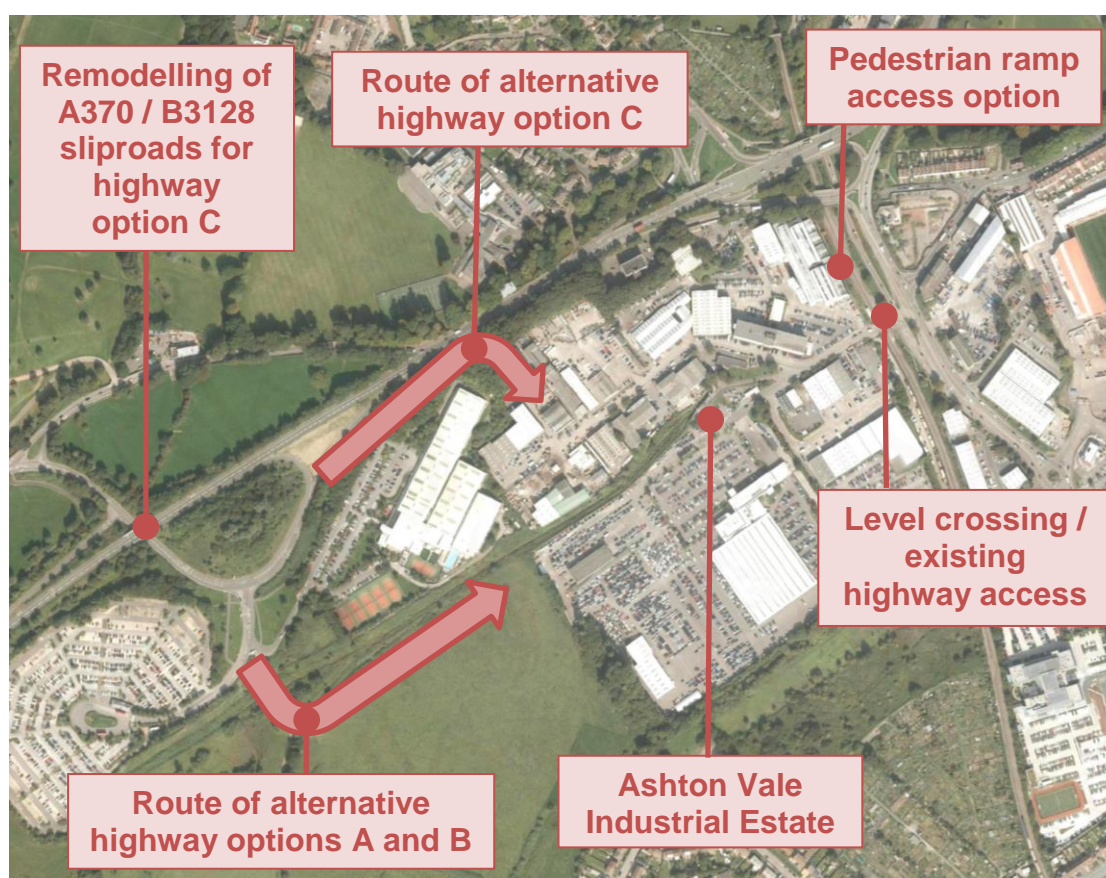 Remodelling of
A370 / B3128
sliproads for
highway
option C
Route of alternative
highway option C
Pedestrian ramp
access option
Level crossing /
existing
highway access
Route of alternative
highway options A and B
Ashton Vale
Industrial Estate